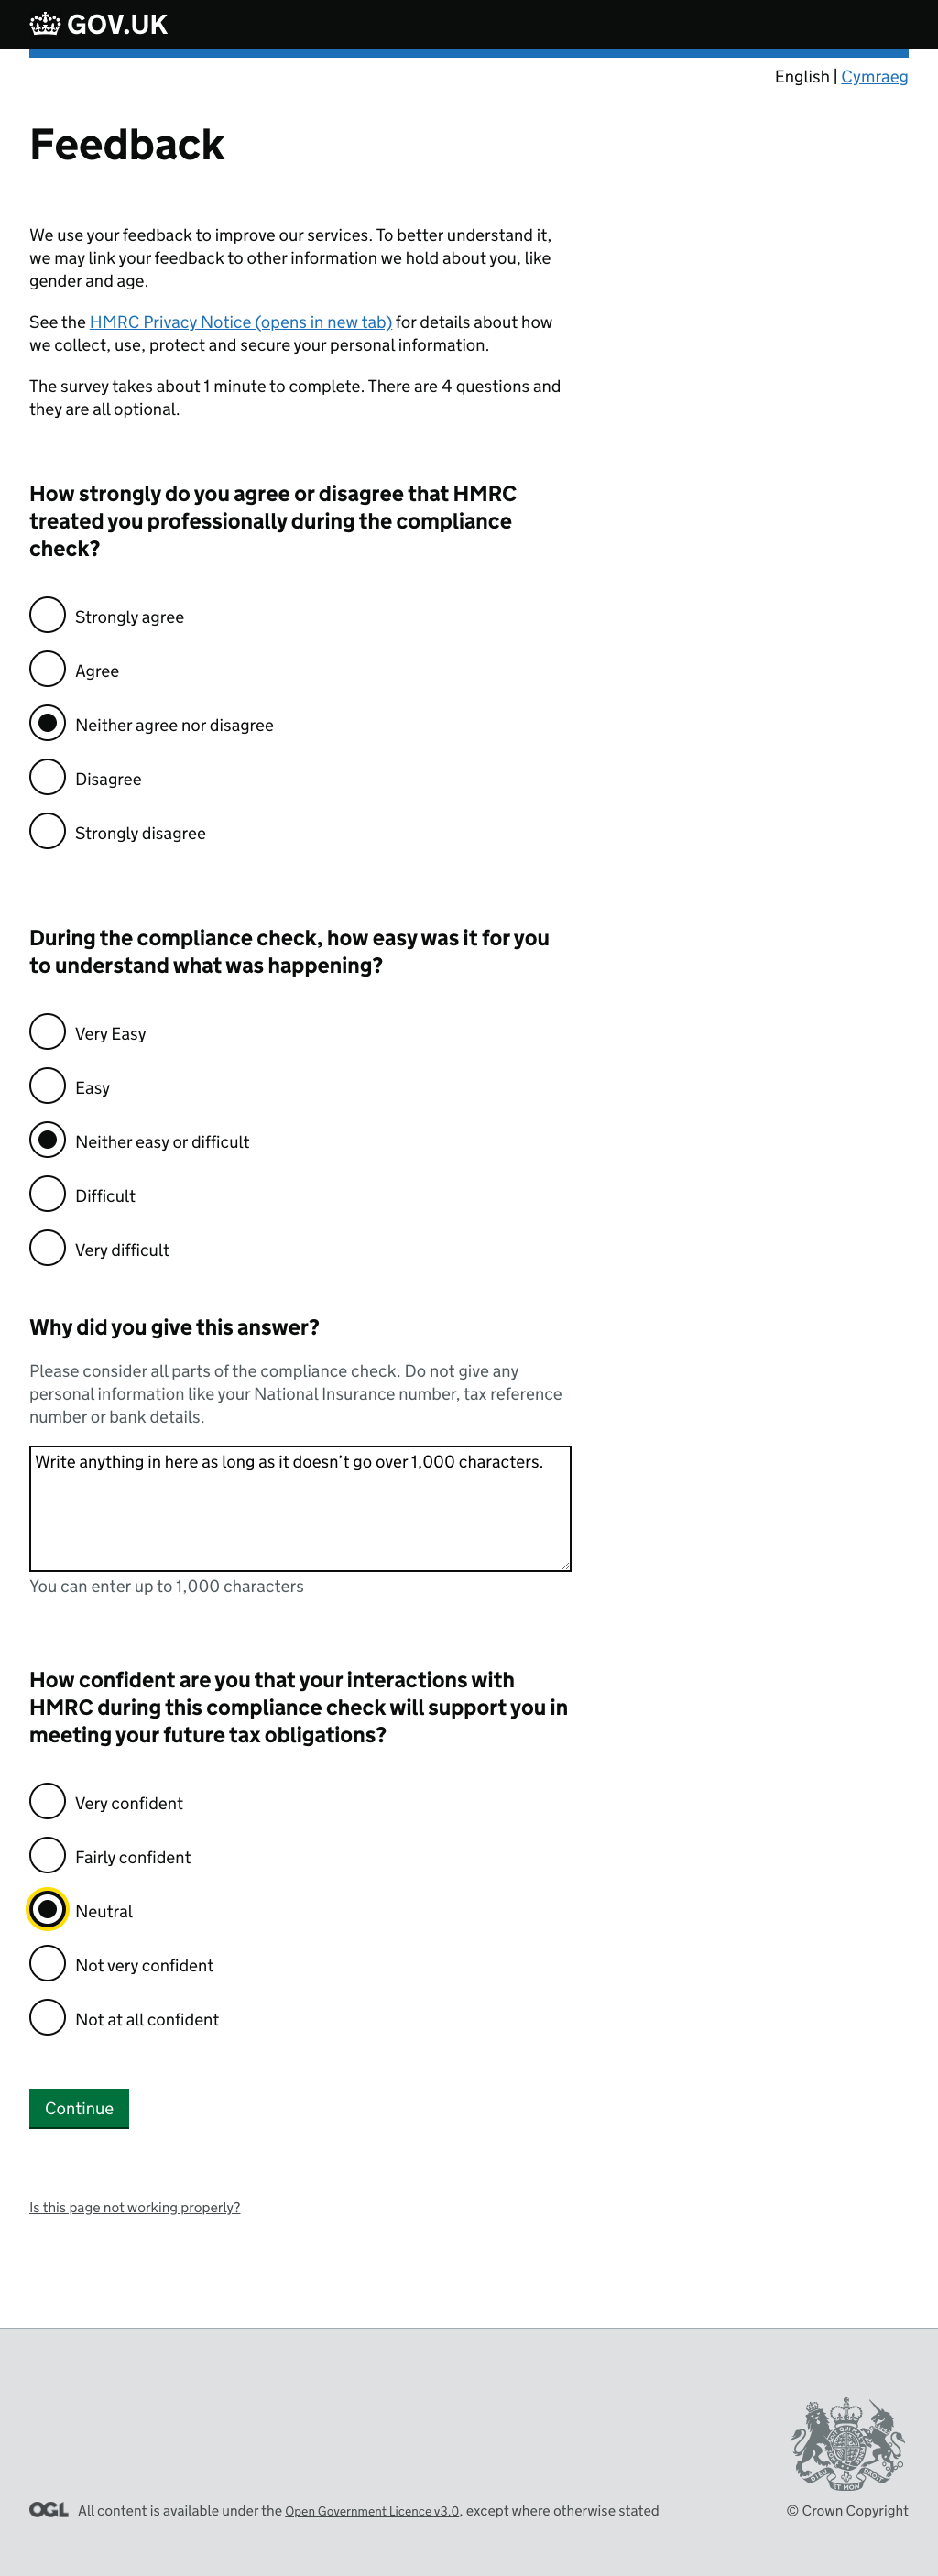 GOV.UK
English | Cymraeg
Feedback
We use your feedback to improve our services. To better understand it,
we may link your feedback to other information we hold about you, like
gender and age.
See the HMRC Privacy Notice (opens in new tab) for details about how
we collect, use, protect and secure your personal information.
The survey takes about 1 minute to complete. There are 4 questions and
they are all optional.
How strongly do you agree or disagree that HMRC
treated you professionally during the compliance
check?
Strongly agree
Agree
Neither agree nor disagree
Disagree
Strongly disagree
During the compliance check, how easy was it for you
to understand what was happening?
Very Easy
Easy
Neither easy or difficult
Difficult
Very difficult
Why did you give this answer?
Please consider all parts of the compliance check. Do not give any
personal information like your National Insurance number, tax reference
number or bank details.
Write anything in here as long as it doesn’t go over 1,000 characters.
You can enter up to 1,000 characters
How confident are you that your interactions with
HMRC during this compliance check will support you in
meeting your future tax obligations?
Very confident
Fairly confident
Neutral
Not very confident
Not at all confident
Continue
Is this page not working properly?
OGL All content is available under the Open Government Licence v3.0, except where otherwise stated
© Crown Copyright